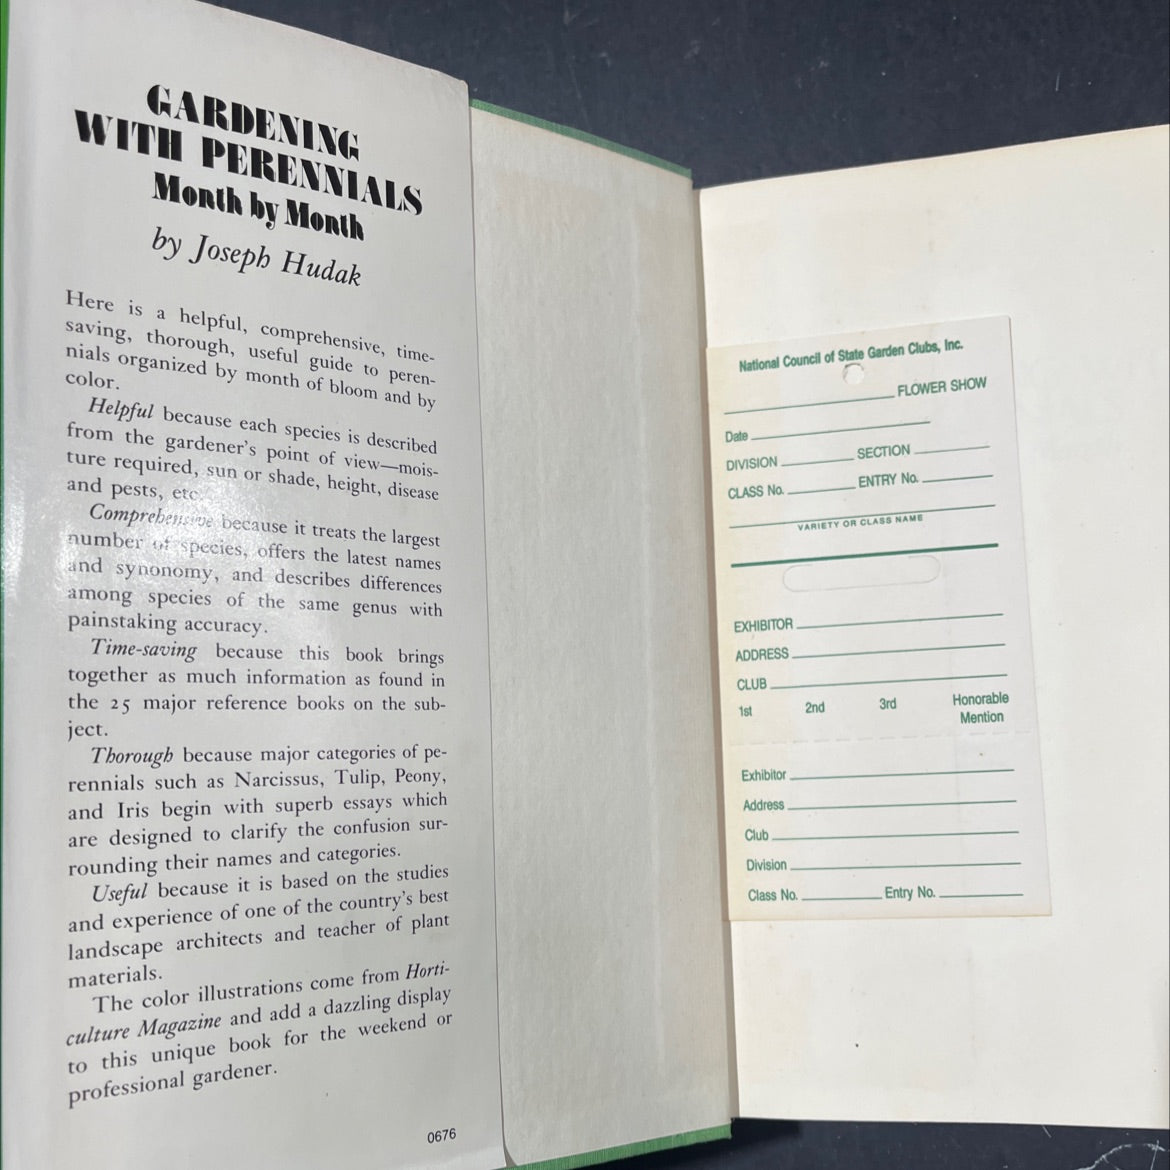 GARDENING
WITH PERENNIALS
Month by Month
by Joseph Hudak
Here is a helpful, comprehensive, time-
saving, thorough, useful guide to peren-
nials organized by month of bloom and by
color.
Helpful because each species is described
from the gardener's point of view—mois-
ture required, sun or shade, height, disease
and pests, etc.
Comprehensive because it treats the largest
number of species, offers the latest names
and synonomy, and describes differences
among species of the same genus with
painstaking accuracy.
Time-saving because this book brings
together as much information as found in
the 25 major reference books on the sub-
ject.
Thorough because major categories of pe-
rennials such as Narcissus, Tulip, Peony,
and Iris begin with superb essays which
are designed to clarify the confusion sur-
rounding their names and categories.
Useful because it is based on the studies
and experience of one of the country's best
landscape architects and teacher of plant
materials.
The color illustrations come from Horti-
culture Magazine and add a dazzling display
to this unique book for the weekend or
professional gardener.
0676
National Council of State Garden Clubs, Inc.
FLOWER SHOW
Date
DIVISION SECTION
CLASS No. ENTRY No.
VARIETY OR CLASS NAME
EXHIBITOR
ADDRESS
CLUB
1st 2nd 3rd Honorable
Mention
Exhibitor
Address
Club
Division
Class No. Entry No.